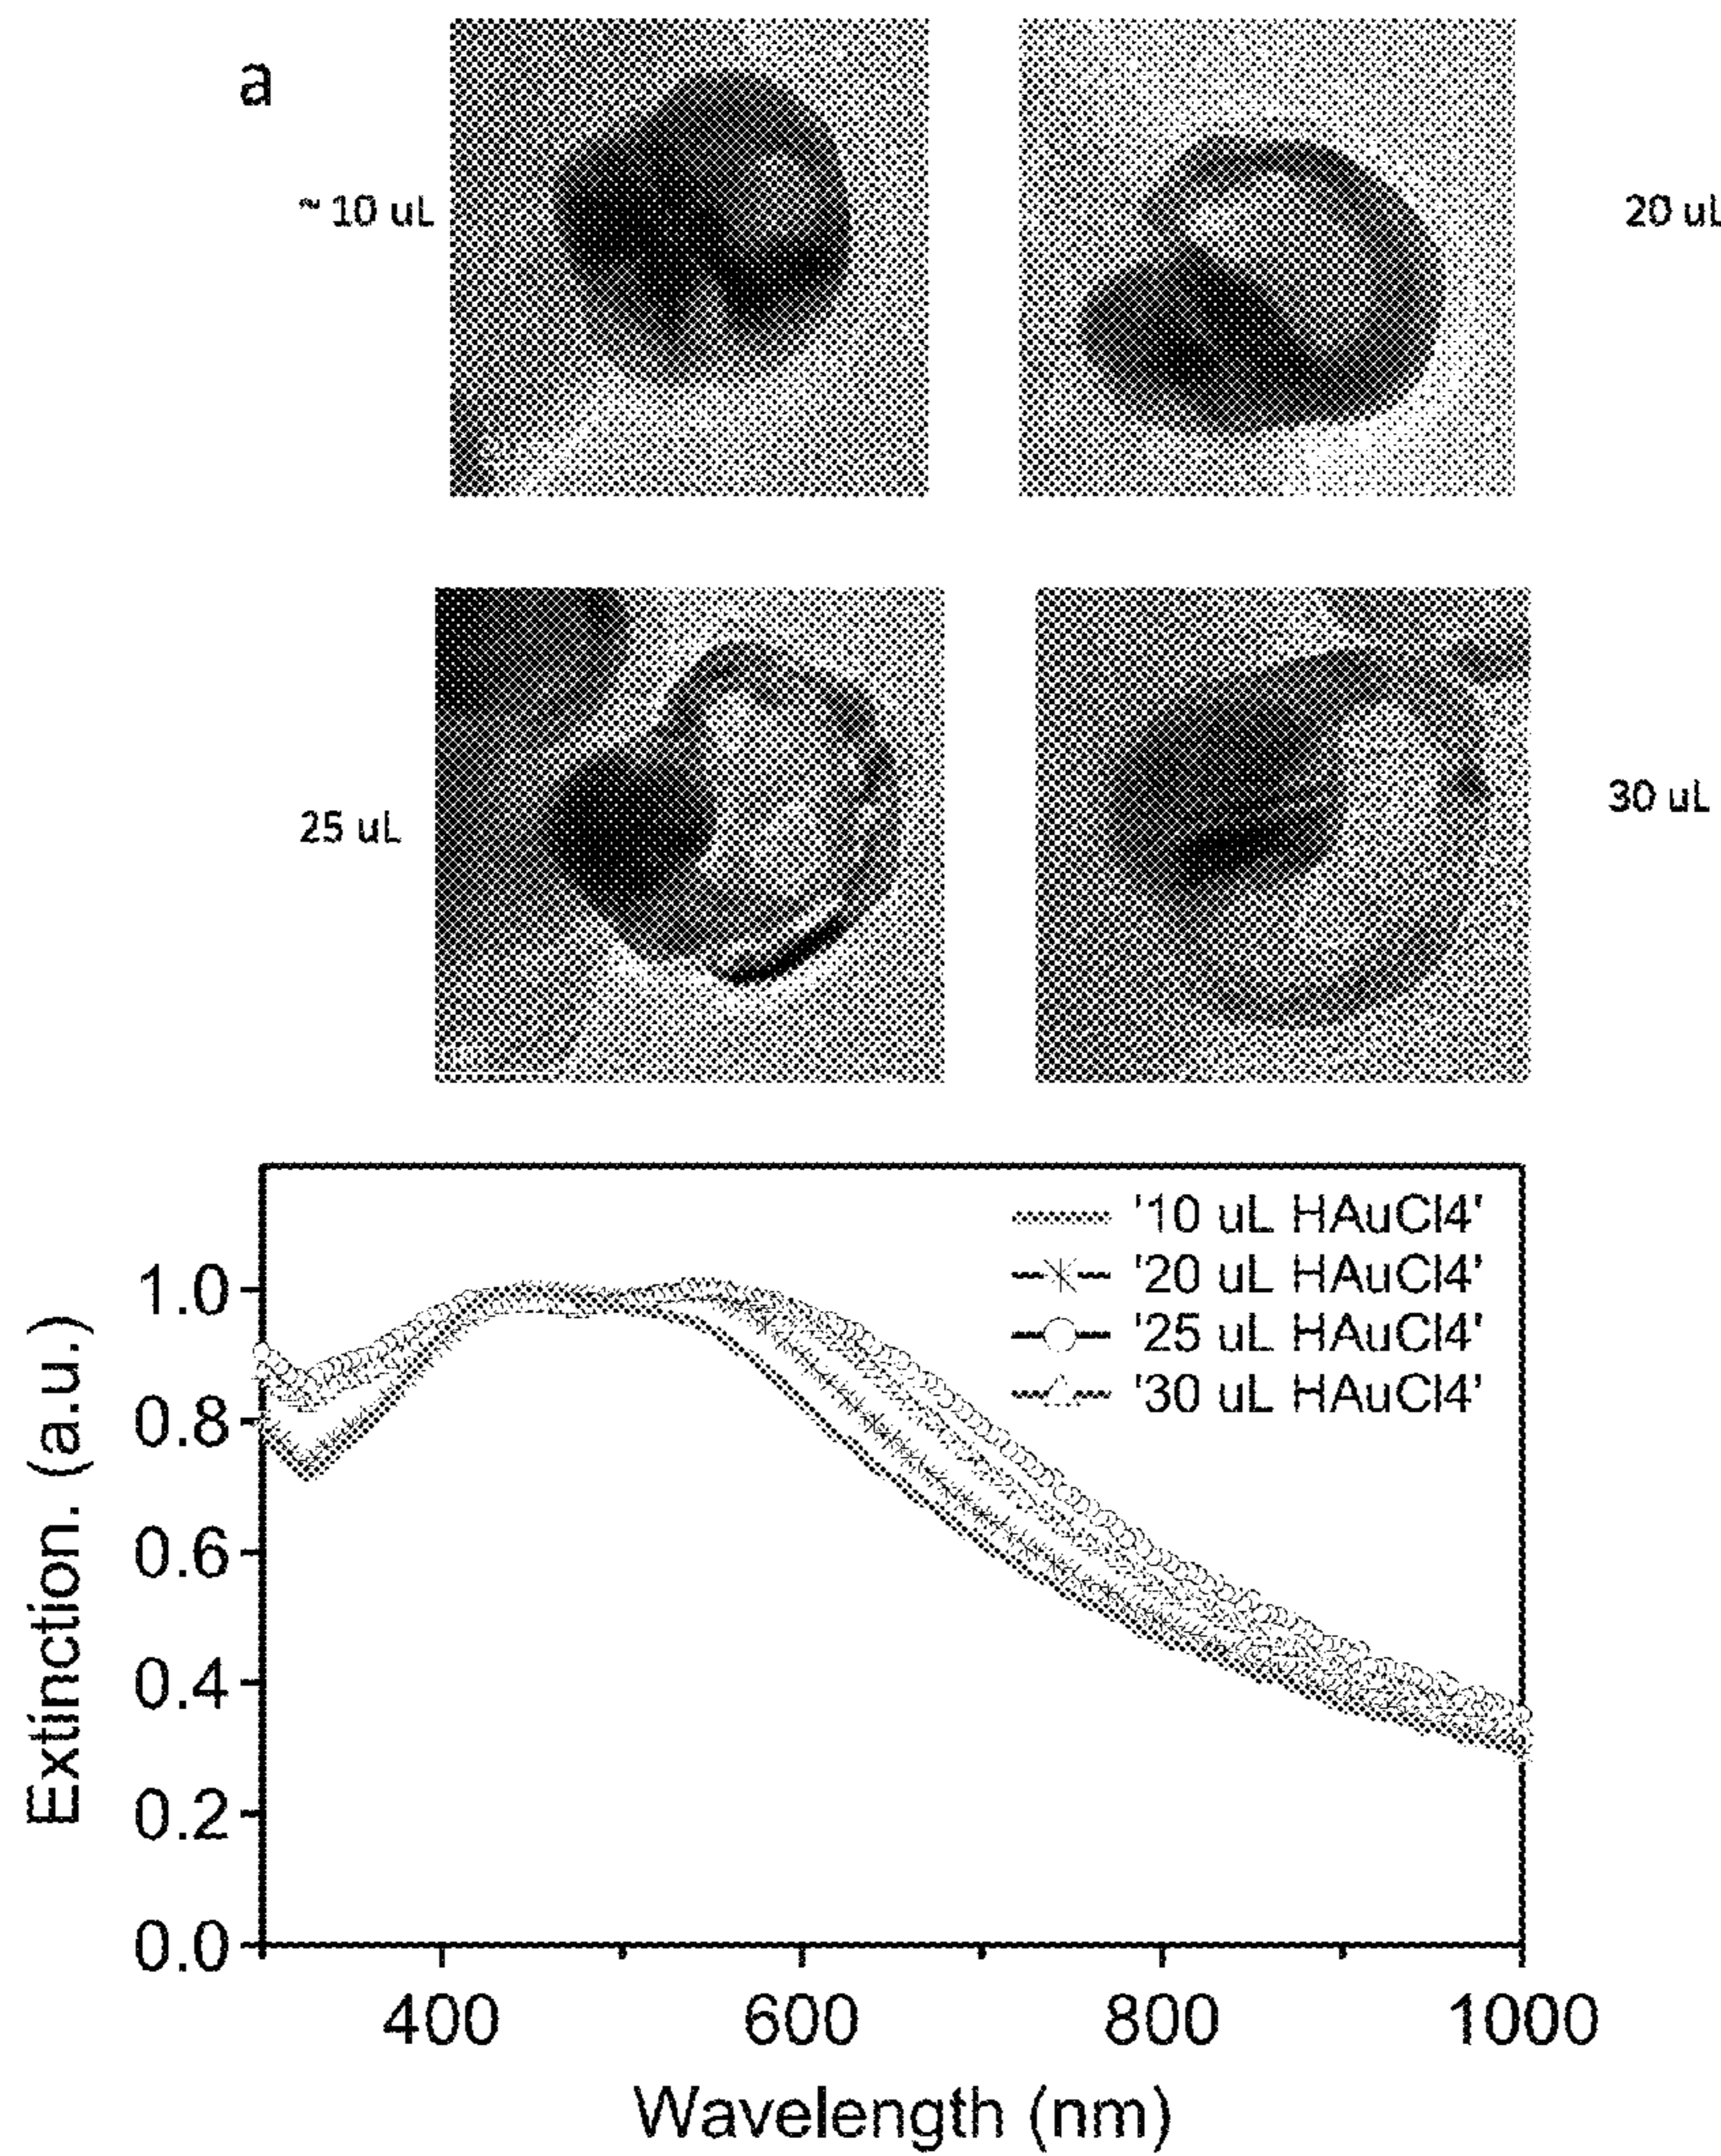 a
~ 10 uL
20 uL
25 uL
30 uL
'10 uL HAuCl4'
'20 uL HAuCl4'
'25 uL HAuCl4'
'30 uL HAuCl4'
Extinction. (a.u.)
1.0
0.8
0.6
0.4
0.2
0.0
400 600 800 1000
Wavelength (nm)